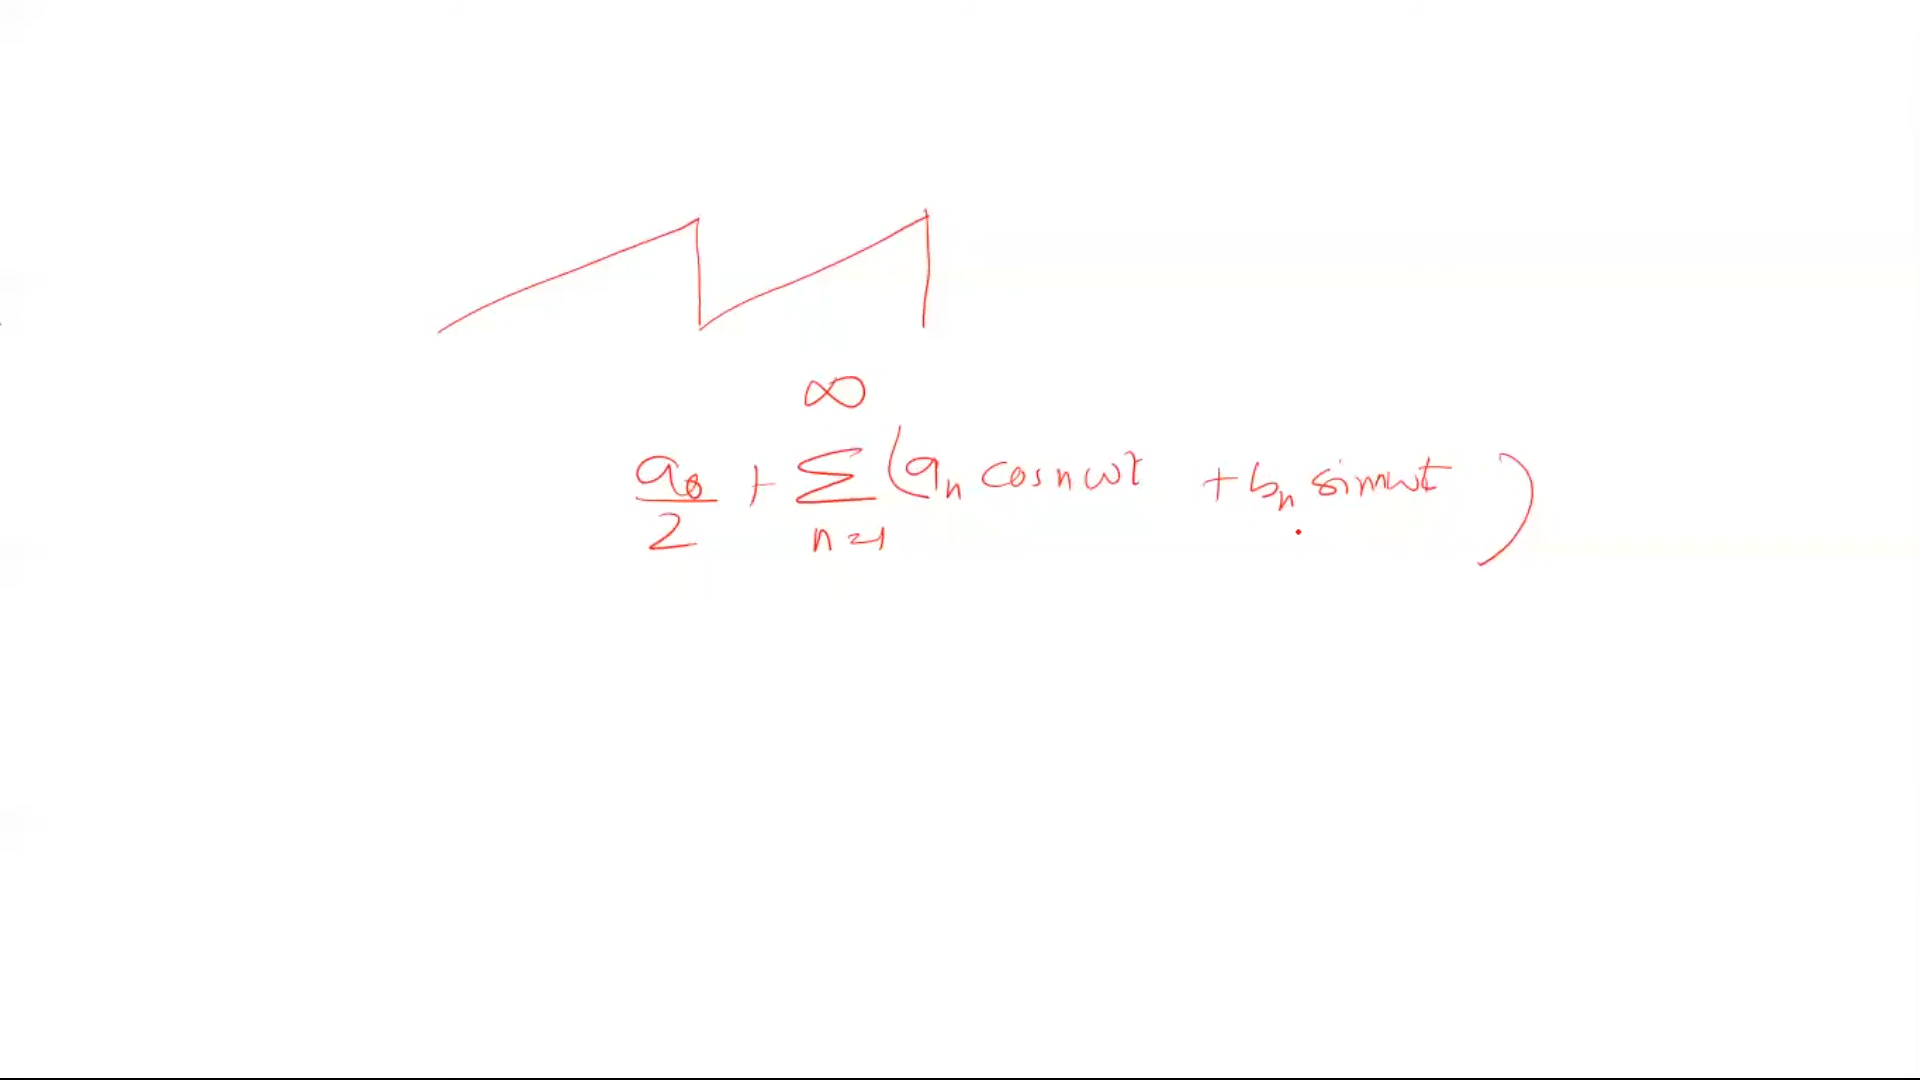 ∞
a₀/2 + Σ (aₙ cos nωt + bₙ sin nωt)
n=1